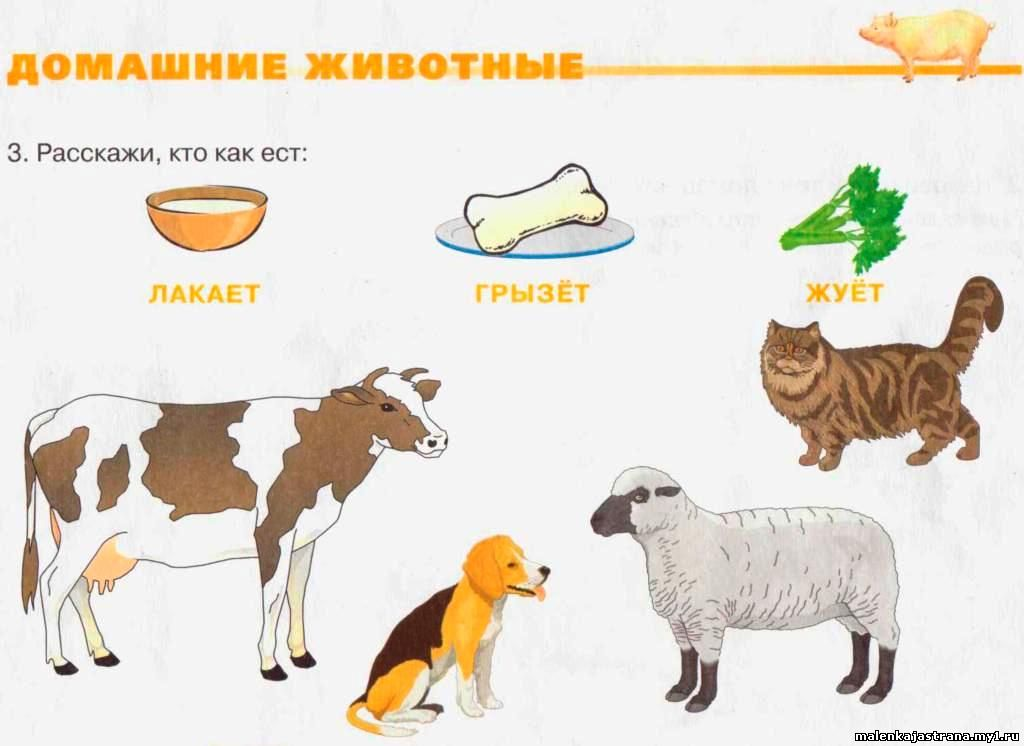 ДОМАШНИЕ ЖИВОТНЫЕ
3. Расскажи, кто как ест:
ЛАКАЕТ ГРЫЗЁТ ЖУЁТ
malenkajastrana.my1.ru